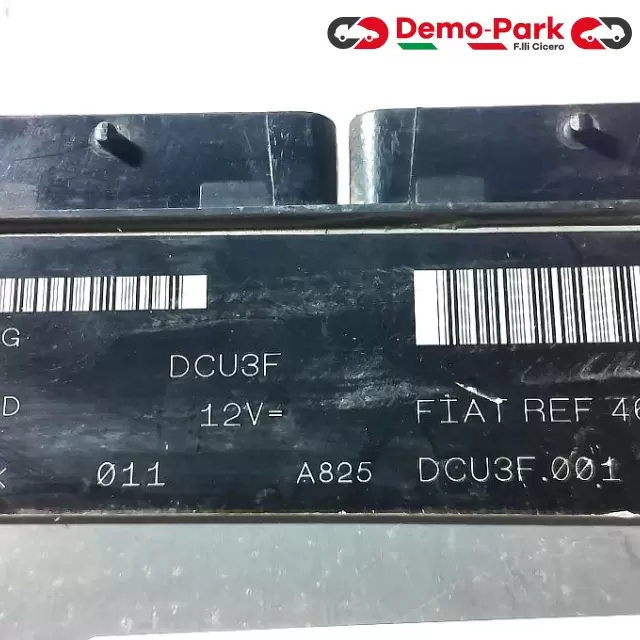 Demo-Park
F.lli Cicero
G
DCU3F
D 12V= FIAT REF 46
K 011 A825 DCU3F.001